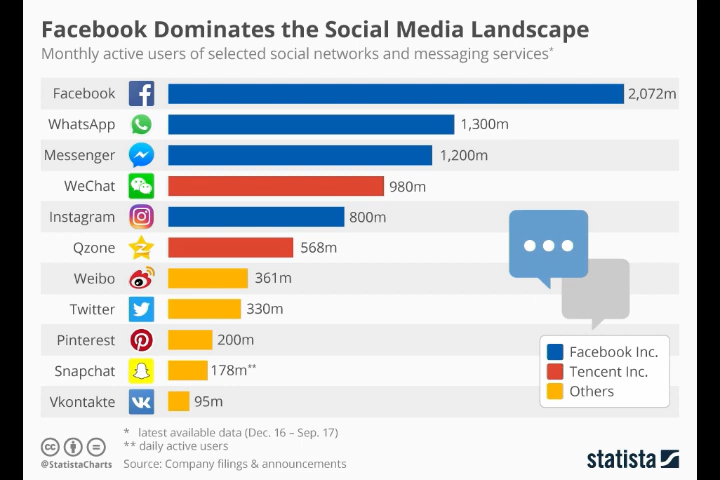 Facebook Dominates the Social Media Landscape
Monthly active users of selected social networks and messaging services*
Facebook 2,072m
WhatsApp 1,300m
Messenger 1,200m
WeChat 980m
Instagram 800m
Qzone 568m
Weibo 361m
Twitter 330m
Pinterest 200m
Snapchat 178m**
Vkontakte 95m
Facebook Inc.
Tencent Inc.
Others
* latest available data (Dec. 16 – Sep. 17)
** daily active users
@StatistaCharts Source: Company filings & announcements
statista